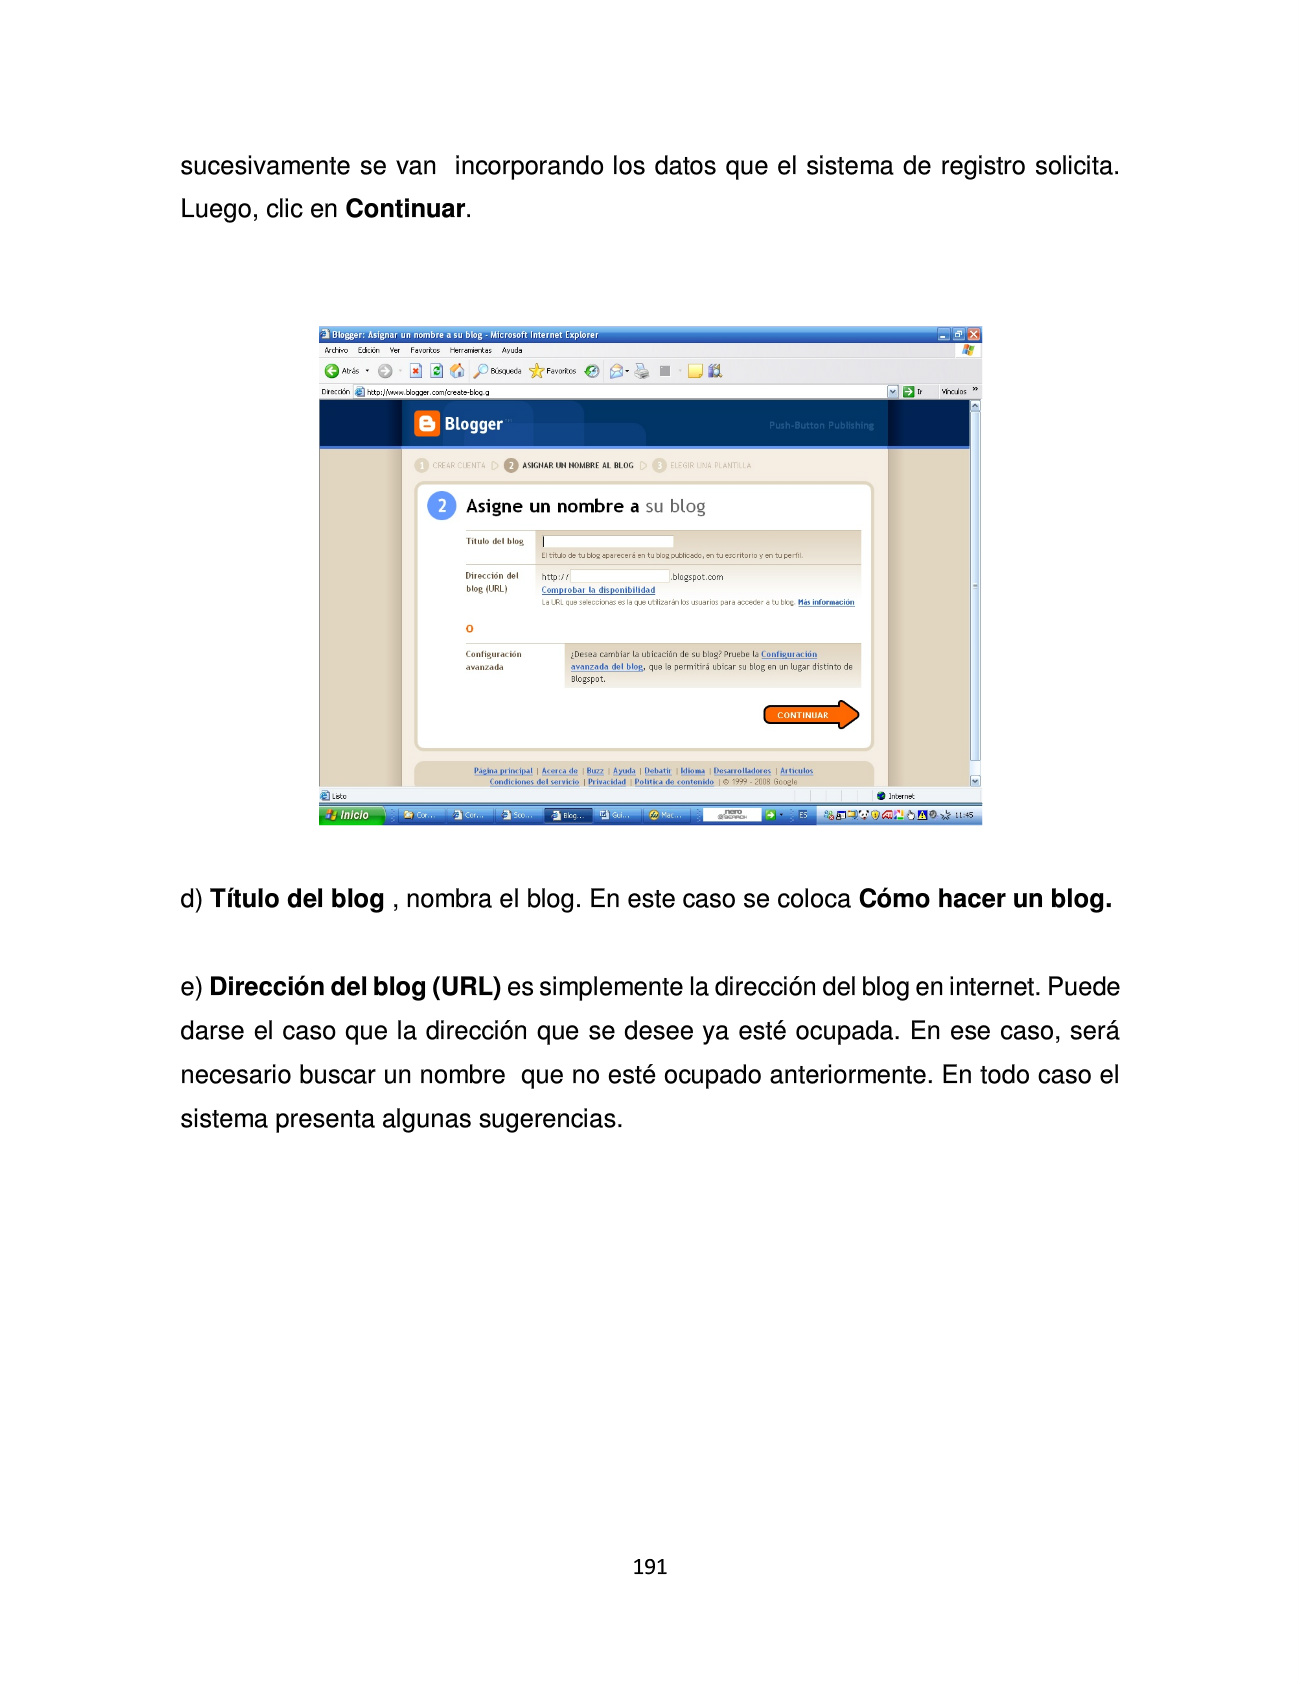 sucesivamente se van incorporando los datos que el sistema de registro solicita.
Luego, clic en Continuar.
Blogger: Asignar un nombre a su blog - Microsoft Internet Explorer
Archivo Edición Ver Favoritos Herramientas Ayuda
Atrás Búsqueda Favoritos
Dirección http://www.blogger.com/create-blog.g Ir Vínculos »
Blogger Push-Button Publishing
1 CREAR CUENTA 2 ASIGNAR UN NOMBRE AL BLOG 3 ELEGIR UNA PLANTILLA
2 Asigne un nombre a su blog
Título del blog
El título de tu blog aparecerá en tu blog publicado, en tu escritorio y en tu perfil.
Dirección del blog (URL)
http:// .blogspot.com
Comprobar la disponibilidad
La URL que selecciones es la que utilizarán los usuarios para acceder a tu blog. Más información
O
Configuración avanzada
¿Desea cambiar la ubicación de su blog? Pruebe la Configuración
avanzada del blog, que le permitirá ubicar su blog en un lugar distinto de
Blogspot.
CONTINUAR
Página principal | Acerca de | Buzz | Ayuda | Debatir | Idioma | Desarrolladores | Artículos
Condiciones del servicio | Privacidad | Política de contenido | © 1999 - 2008 Google
Listo Internet
Inicio Cor... Cor... Sco... Blog... Gui... Mac... nero ES 11:45
d) Título del blog , nombra el blog. En este caso se coloca Cómo hacer un blog.
e) Dirección del blog (URL) es simplemente la dirección del blog en internet. Puede
darse el caso que la dirección que se desee ya esté ocupada. En ese caso, será
necesario buscar un nombre que no esté ocupado anteriormente. En todo caso el
sistema presenta algunas sugerencias.
191